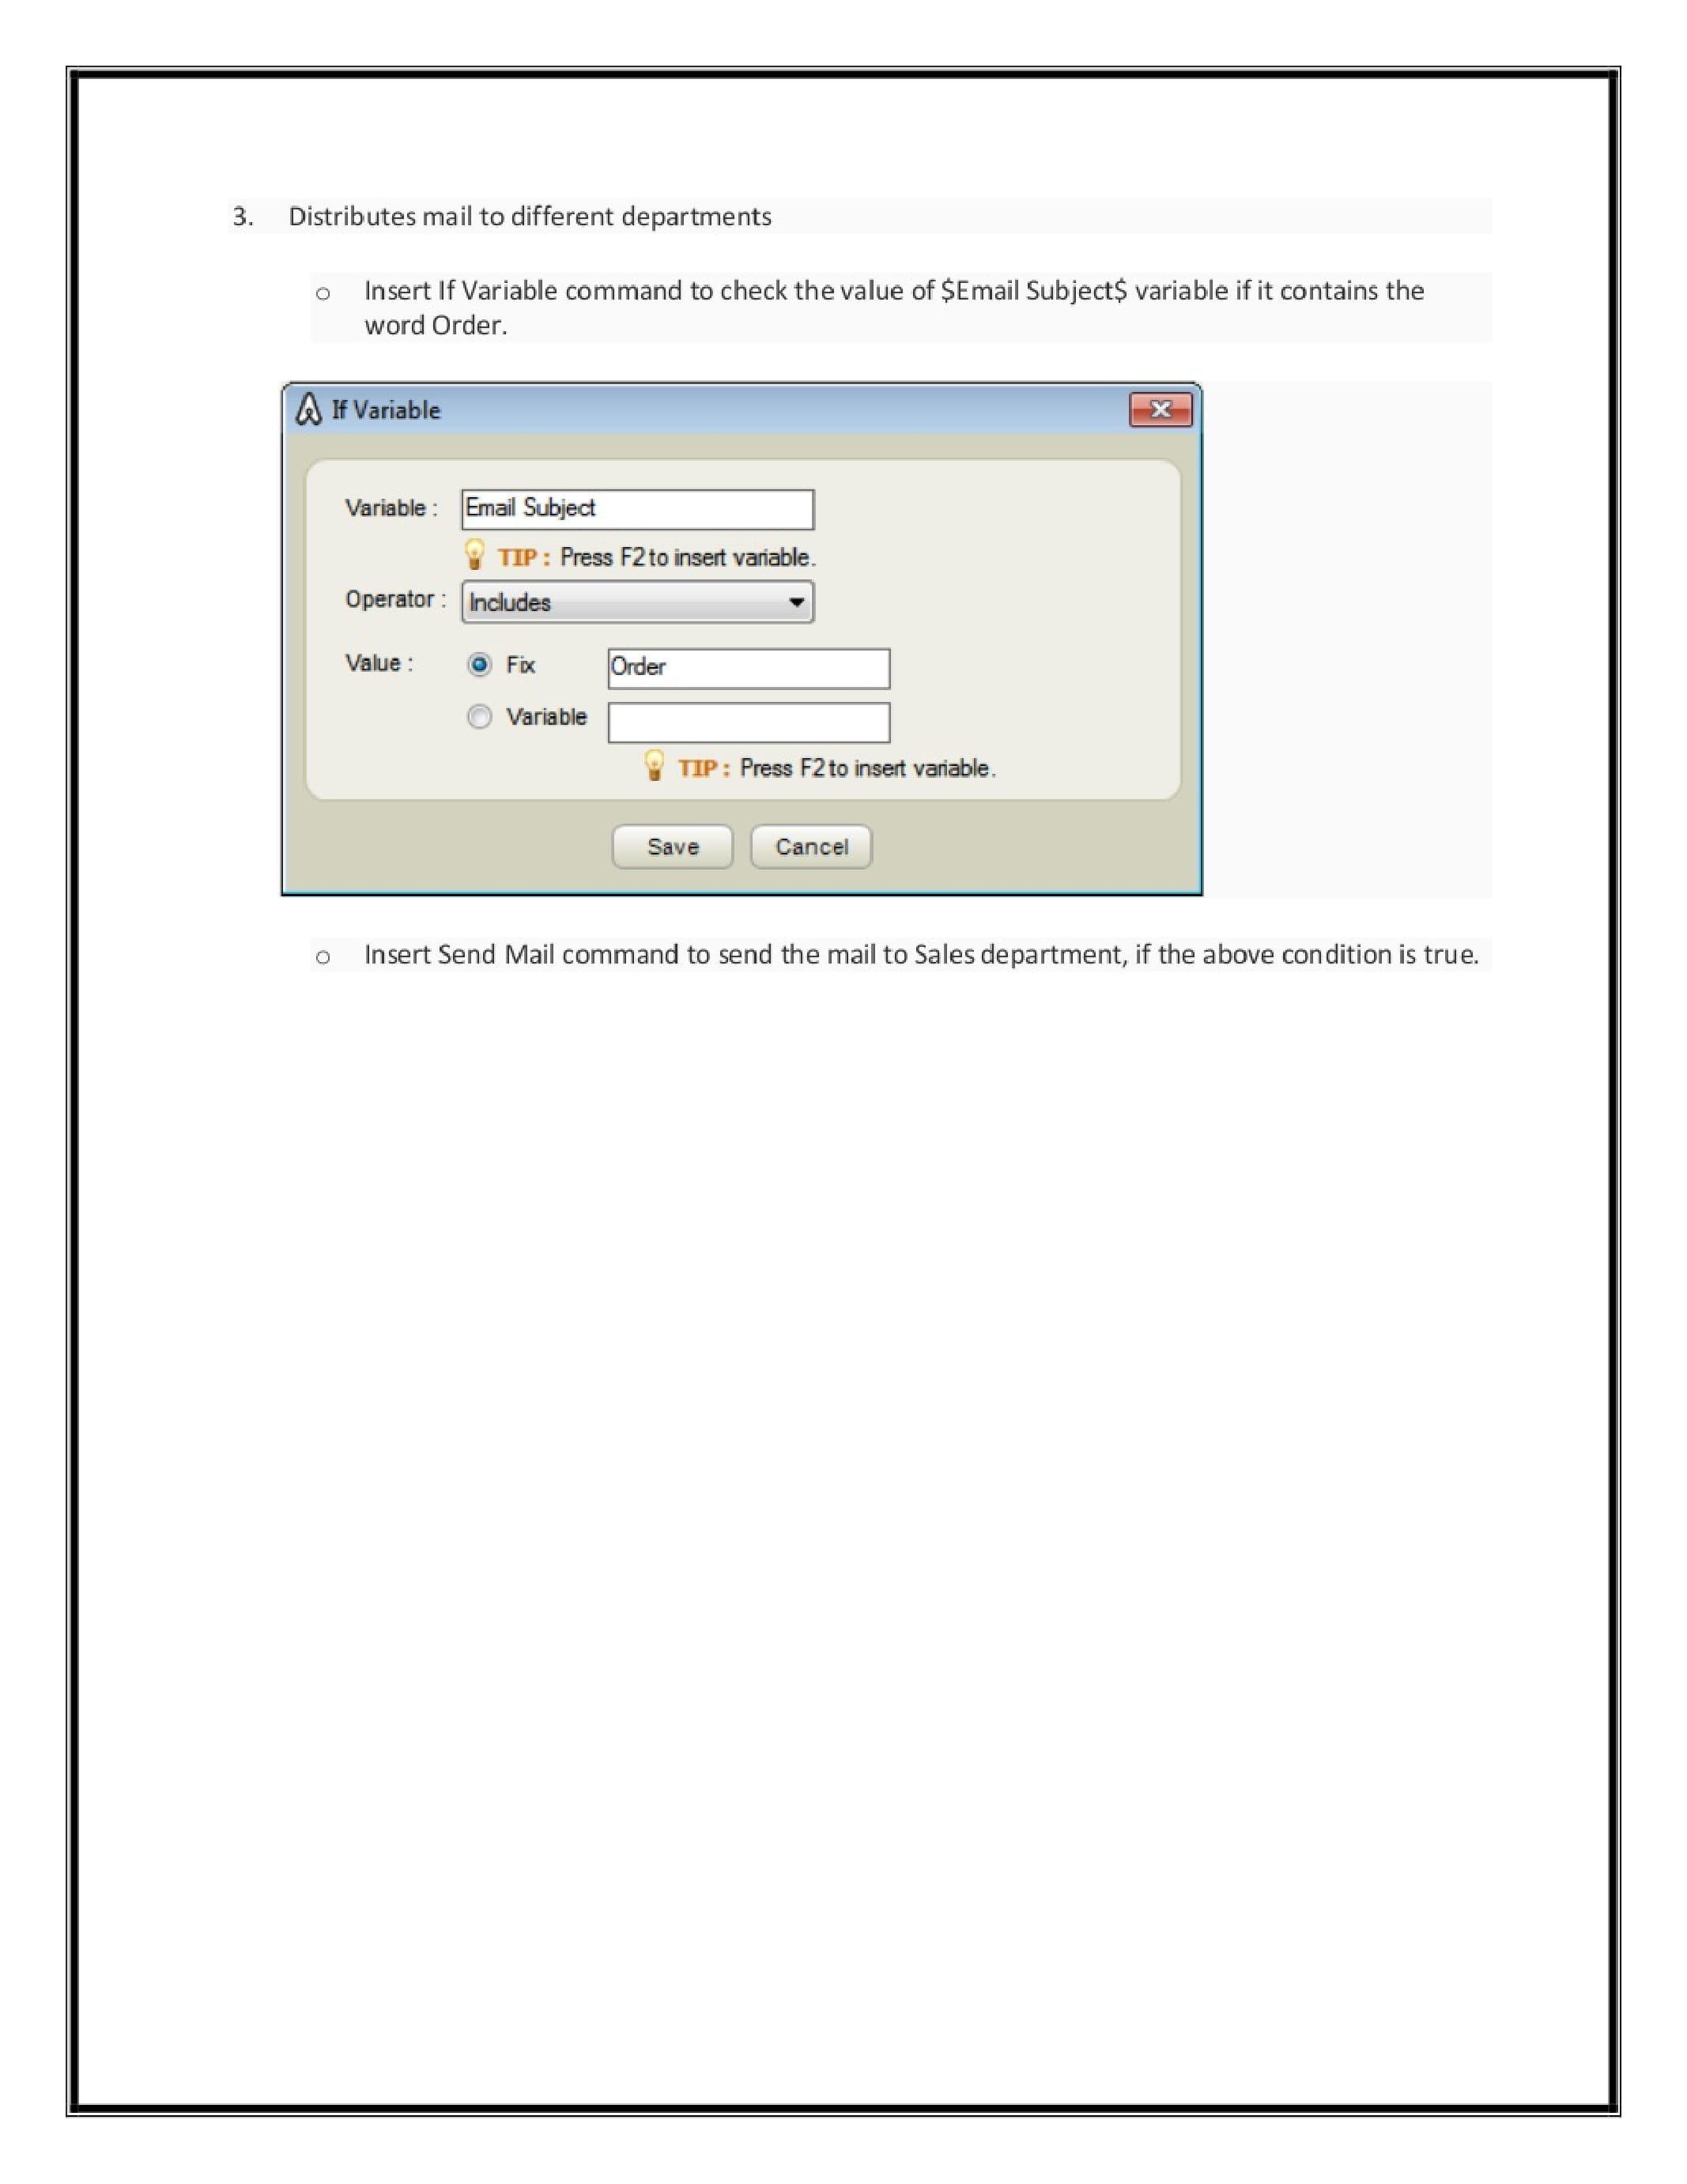 3. Distributes mail to different departments
o Insert If Variable command to check the value of $Email Subject$ variable if it contains the
word Order.
If Variable
Variable : Email Subject
TIP : Press F2 to insert variable.
Operator : Includes
Value : Fix Order
Variable
TIP : Press F2 to insert variable.
Save Cancel
o Insert Send Mail command to send the mail to Sales department, if the above condition is true.